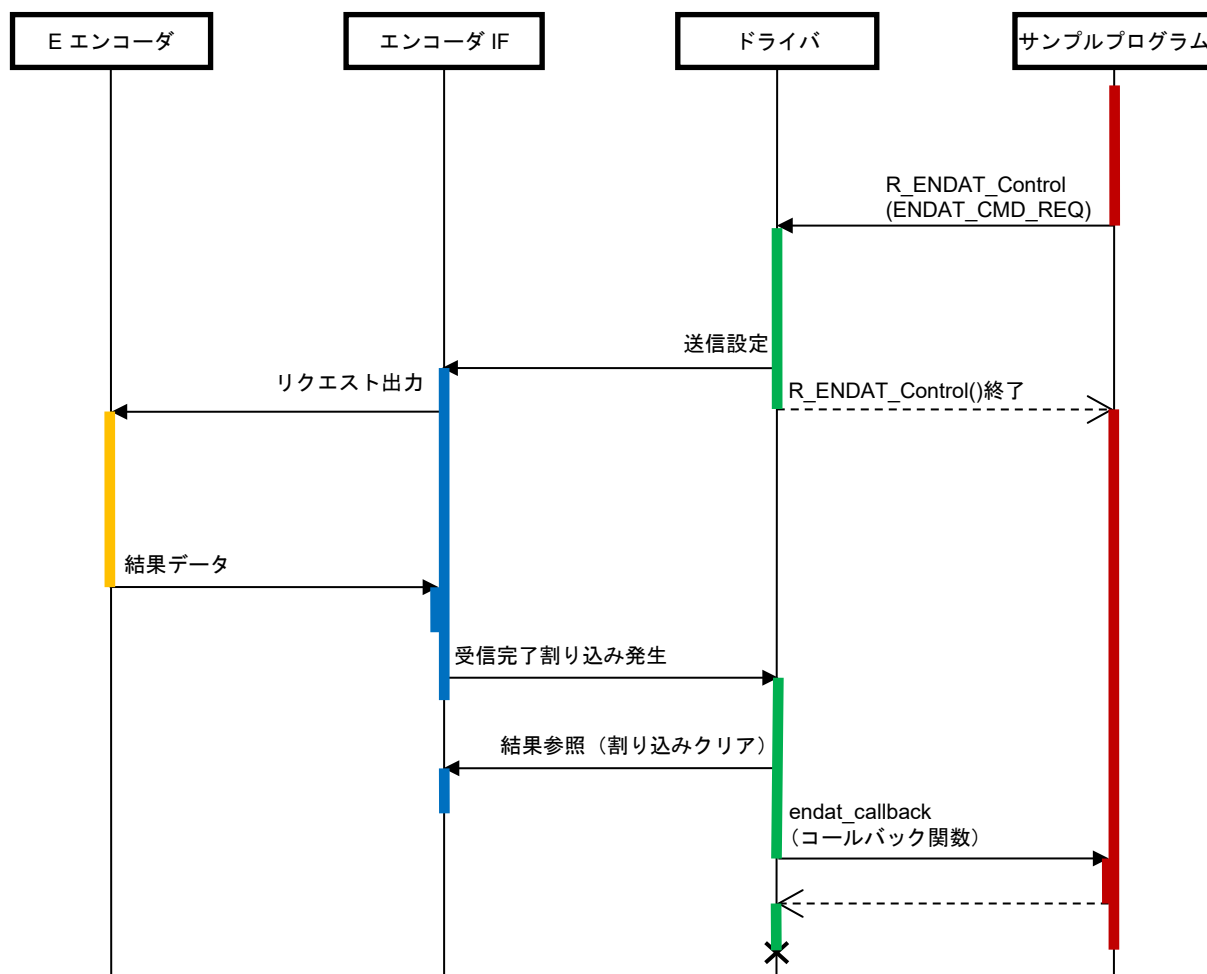 E エンコーダ
エンコーダ IF
ドライバ
サンプルプログラム
R_ENDAT_Control
(ENDAT_CMD_REQ)
送信設定
リクエスト出力
R_ENDAT_Control()終了
結果データ
受信完了割り込み発生
結果参照（割り込みクリア）
endat_callback
（コールバック関数）